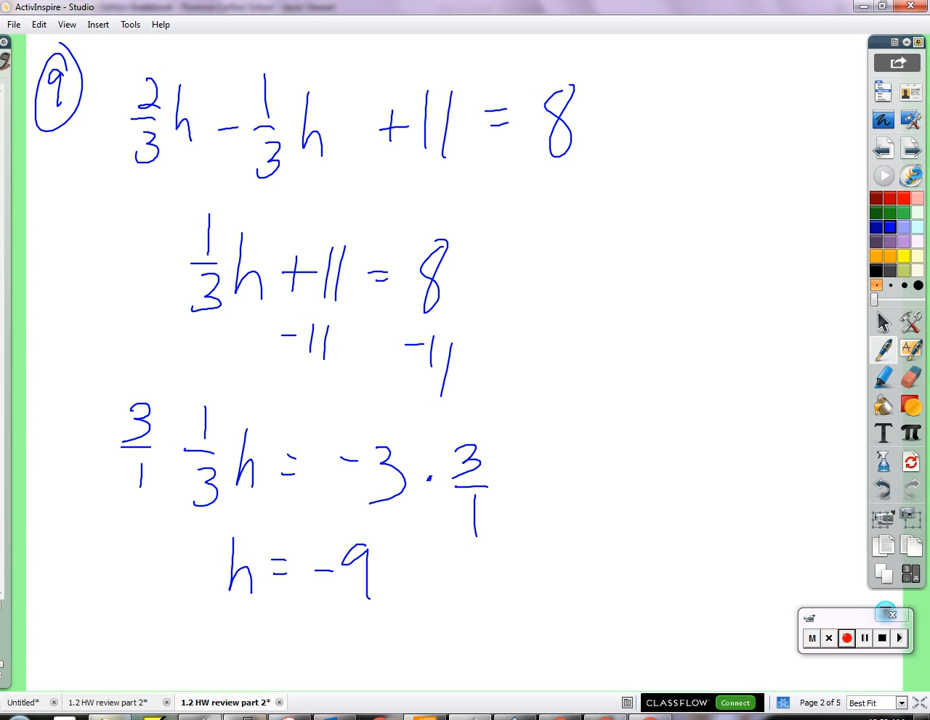 ActivInspire - Studio
File Edit View Insert Tools Help
9
2/3 h - 1/3 h + 11 = 8
1/3 h + 11 = 8
-11 -11
3/1 1/3 h = -3 · 3/1
h = -9
M
Untitled* 1.2 HW review part 2* 1.2 HW review part 2* CLASSFLOW Connect Page 2 of 5 Best Fit